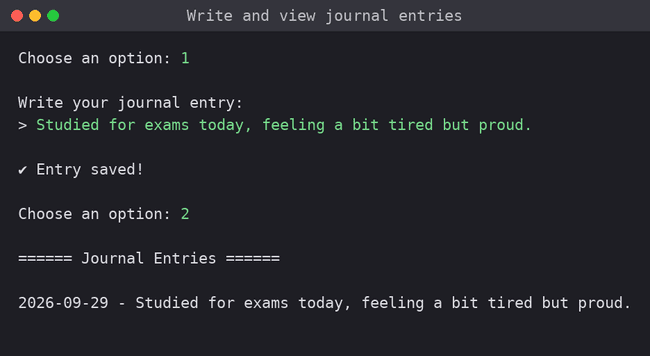 Write and view journal entries
Choose an option: 1
Write your journal entry:
> Studied for exams today, feeling a bit tired but proud.
✔ Entry saved!
Choose an option: 2
====== Journal Entries ======
2026-09-29 - Studied for exams today, feeling a bit tired but proud.